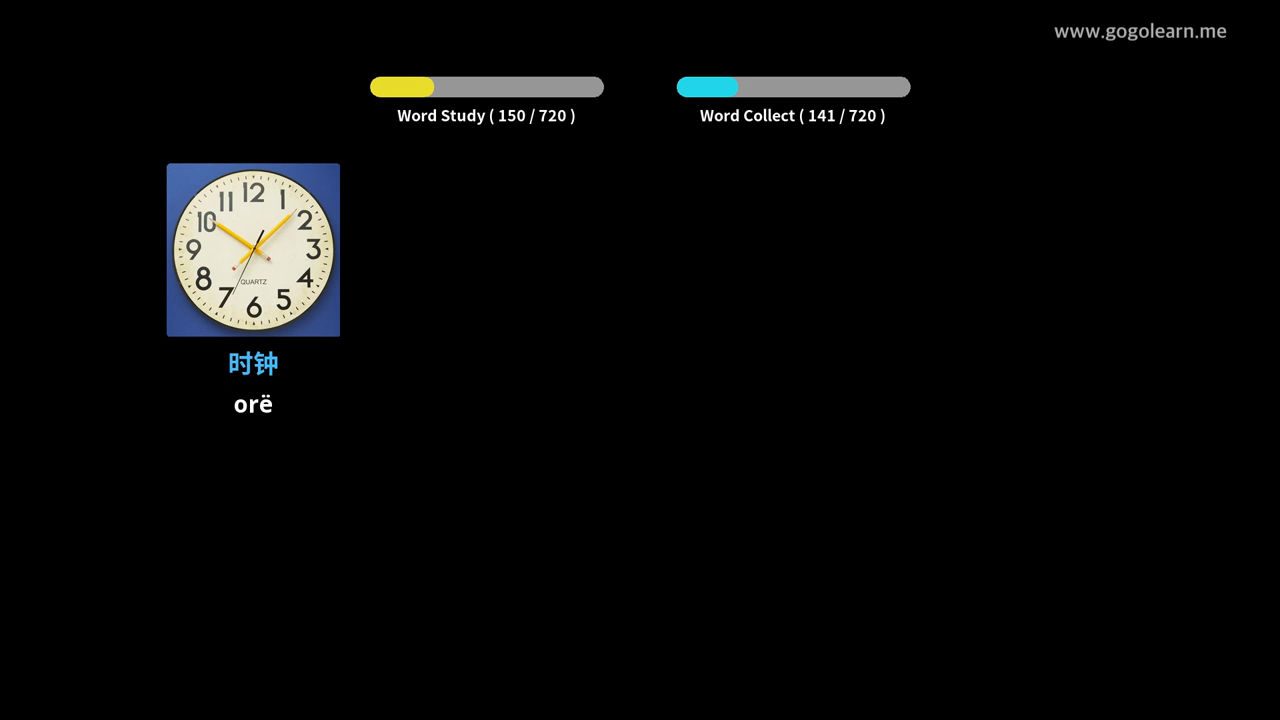 www.gogolearn.me
Word Study ( 150 / 720 )
Word Collect ( 141 / 720 )
12
1
2
3
4
5
6
7
8
9
10
11
QUARTZ
时钟
orë